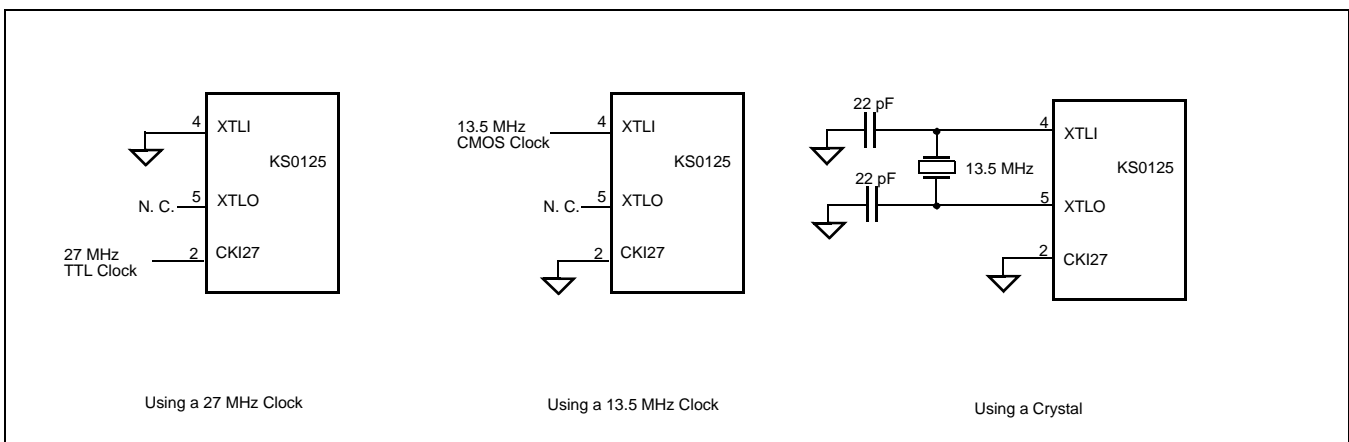 4
XTLI
KS0125
N. C.
5
XTLO
27 MHz
TTL Clock
2
CKI27
Using a 27 MHz Clock
13.5 MHz
CMOS Clock
4
XTLI
KS0125
N. C.
5
XTLO
2
CKI27
Using a 13.5 MHz Clock
22 pF
4
XTLI
13.5 MHz
KS0125
22 pF
5
XTLO
2
CKI27
Using a Crystal